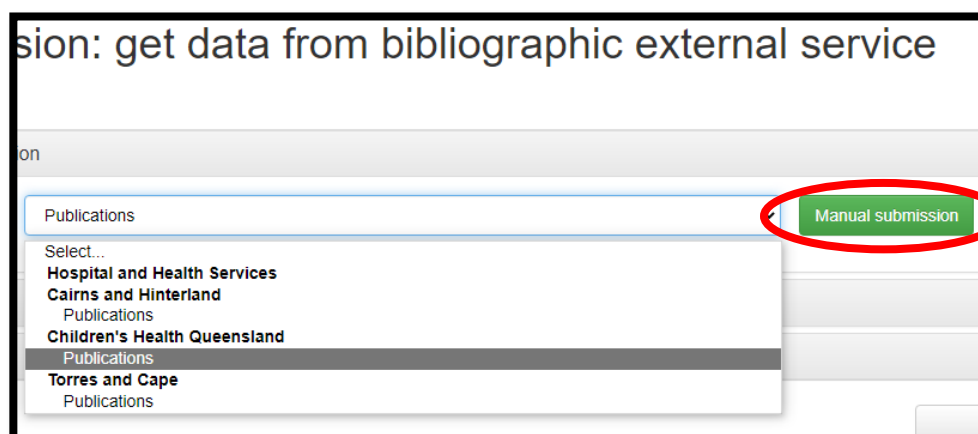 sion: get data from bibliographic external service
on
Publications
Manual submission
Select...
Hospital and Health Services
Cairns and Hinterland
Publications
Children's Health Queensland
Publications
Torres and Cape
Publications